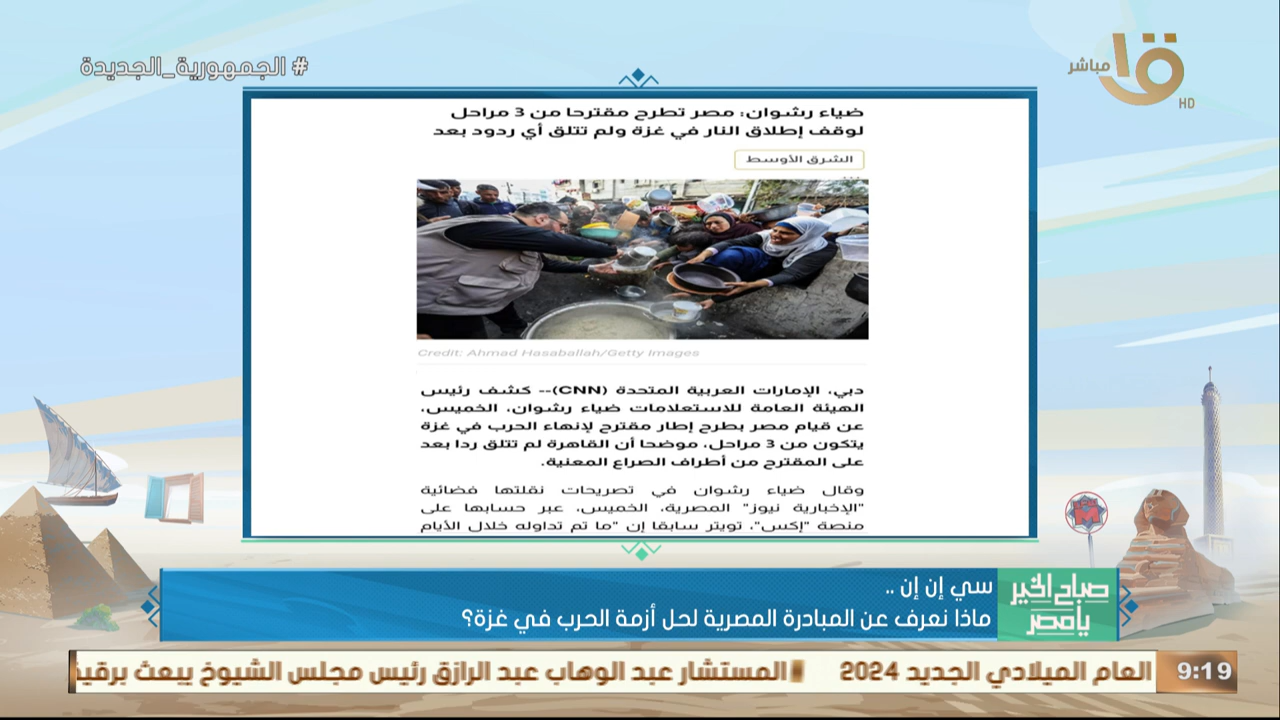 # الجمهورية_الجديدة
مباشر
HD
ضياء رشوان: مصر تطرح مقترحا من 3 مراحل
لوقف إطلاق النار في غزة ولم تتلق أي ردود بعد
الشرق الأوسط
Credit: Ahmad Hasaballah/Getty Images
دبي، الإمارات العربية المتحدة (CNN)-- كشف رئيس
الهيئة العامة للاستعلامات ضياء رشوان، الخميس،
عن قيام مصر بطرح إطار مقترح لإنهاء الحرب في غزة
يتكون من 3 مراحل، موضحا أن القاهرة لم تتلق ردا بعد
على المقترح من أطراف الصراع المعنية.
وقال ضياء رشوان في تصريحات نقلتها فضائية
"الإخبارية نيوز" المصرية، الخميس، عبر حسابها على
منصة "إكس"، تويتر سابقا إن "ما تم تداوله خلال الأيام
سي إن إن ..
ماذا نعرف عن المبادرة المصرية لحل أزمة الحرب في غزة؟
صباح الخير
يا مصر
العام الميلادي الجديد 2024 المستشار عبد الوهاب عبد الرازق رئيس مجلس الشيوخ يبعث برقية
9:19